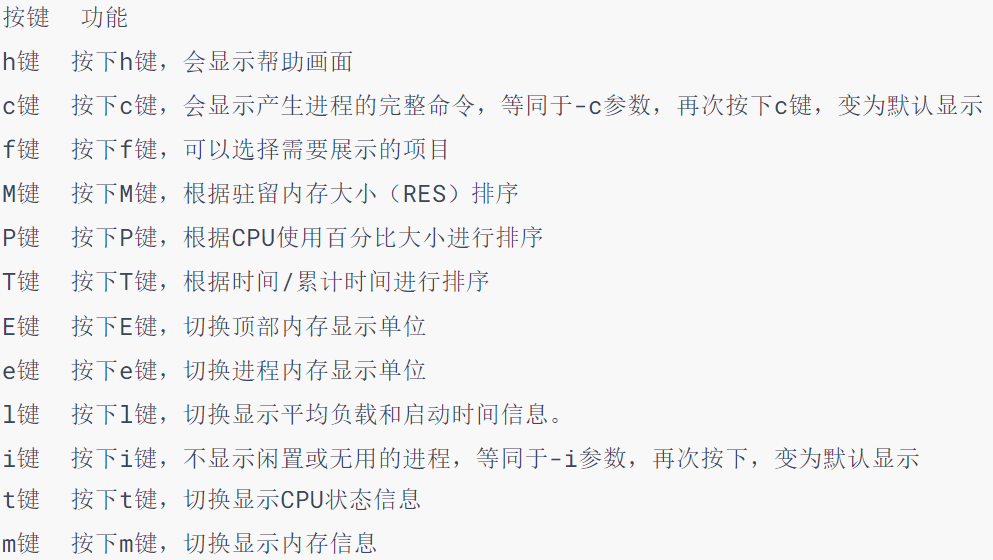 按键 功能
h键 按下h键，会显示帮助画面
c键 按下c键，会显示产生进程的完整命令，等同于-c参数，再次按下c键，变为默认显示
f键 按下f键，可以选择需要展示的项目
M键 按下M键，根据驻留内存大小（RES）排序
P键 按下P键，根据CPU使用百分比大小进行排序
T键 按下T键，根据时间/累计时间进行排序
E键 按下E键，切换顶部内存显示单位
e键 按下e键，切换进程内存显示单位
l键 按下l键，切换显示平均负载和启动时间信息。
i键 按下i键，不显示闲置或无用的进程，等同于-i参数，再次按下，变为默认显示
t键 按下t键，切换显示CPU状态信息
m键 按下m键，切换显示内存信息